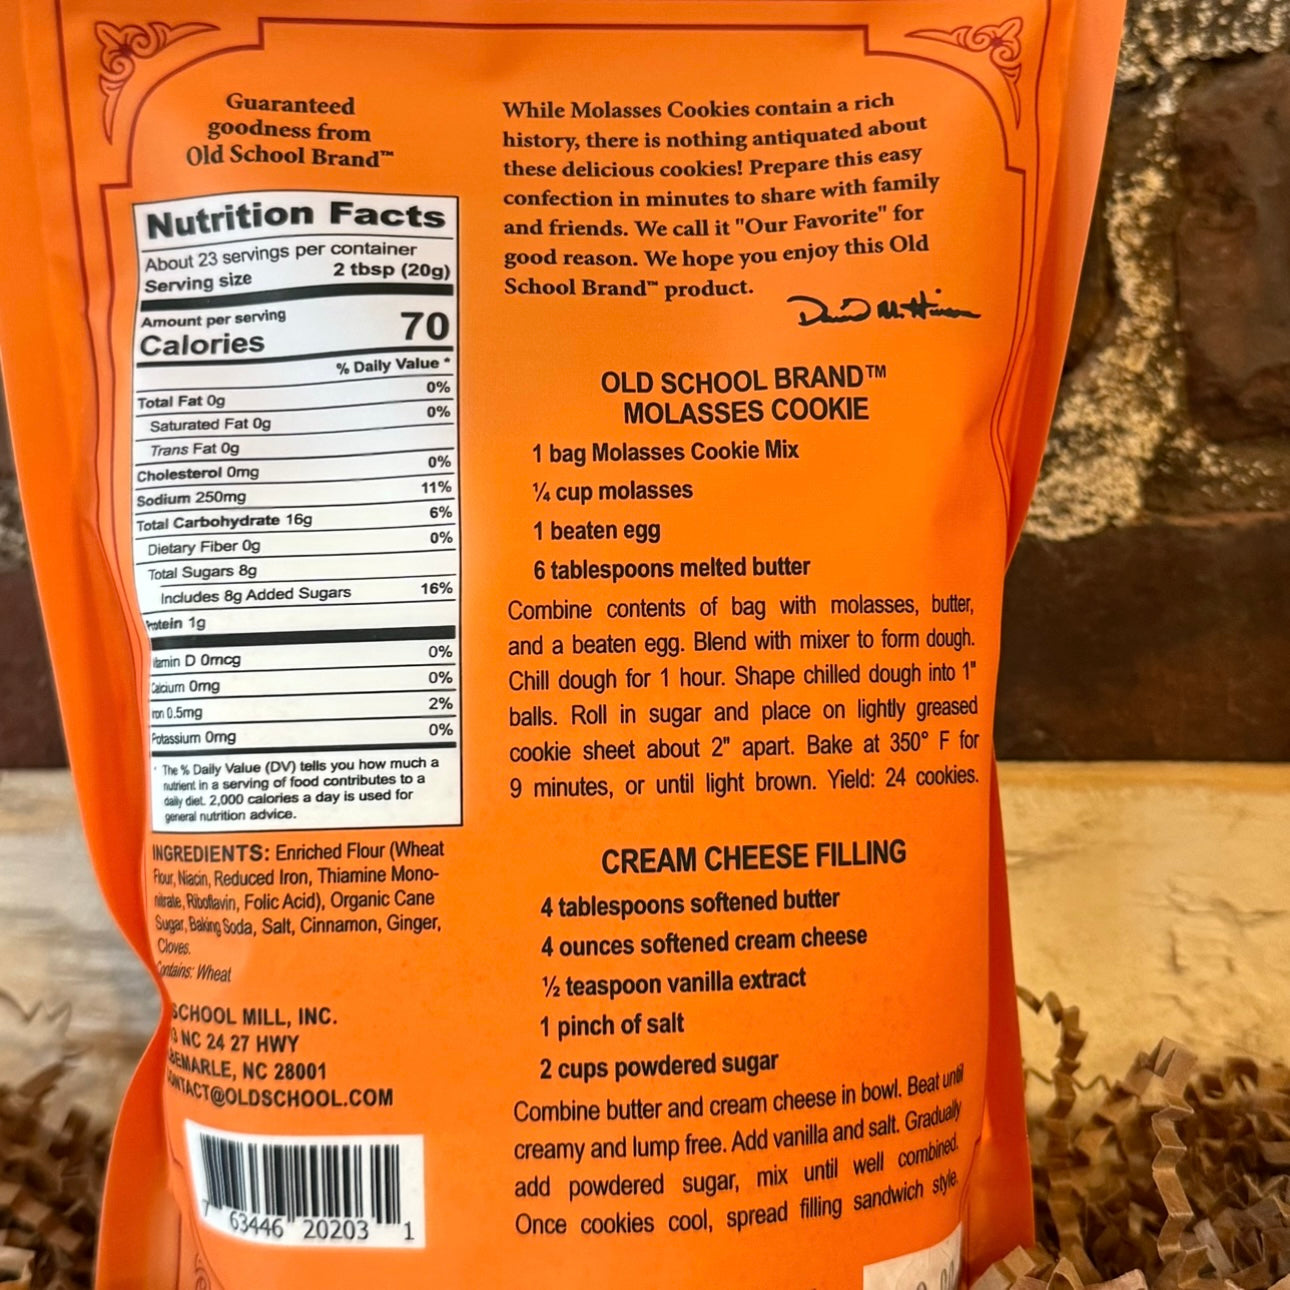 Guaranteed
goodness from
Old School Brand™
Nutrition Facts
About 23 servings per container
Serving size 2 tbsp (20g)
Amount per serving
Calories 70
% Daily Value *
Total Fat 0g 0%
Saturated Fat 0g 0%
Trans Fat 0g
Cholesterol 0mg 0%
Sodium 250mg 11%
Total Carbohydrate 16g 6%
Dietary Fiber 0g 0%
Total Sugars 8g
Includes 8g Added Sugars 16%
Protein 1g
Vitamin D 0mcg 0%
Calcium 0mg 0%
Iron 0.5mg 2%
Potassium 0mg 0%
* The % Daily Value (DV) tells you how much a
nutrient in a serving of food contributes to a
daily diet. 2,000 calories a day is used for
general nutrition advice.
INGREDIENTS: Enriched Flour (Wheat
Flour, Niacin, Reduced Iron, Thiamine Mono-
nitrate, Riboflavin, Folic Acid), Organic Cane
Sugar, Baking Soda, Salt, Cinnamon, Ginger,
Cloves.
Contains: Wheat
SCHOOL MILL, INC.
NC 24 27 HWY
BEMARLE, NC 28001
CONTACT@OLDSCHOOL.COM
7 63446 20203 1
While Molasses Cookies contain a rich
history, there is nothing antiquated about
these delicious cookies! Prepare this easy
confection in minutes to share with family
and friends. We call it "Our Favorite" for
good reason. We hope you enjoy this Old
School Brand™ product.
OLD SCHOOL BRAND™
MOLASSES COOKIE
1 bag Molasses Cookie Mix
¼ cup molasses
1 beaten egg
6 tablespoons melted butter
Combine contents of bag with molasses, butter,
and a beaten egg. Blend with mixer to form dough.
Chill dough for 1 hour. Shape chilled dough into 1"
balls. Roll in sugar and place on lightly greased
cookie sheet about 2" apart. Bake at 350° F for
9 minutes, or until light brown. Yield: 24 cookies.
CREAM CHEESE FILLING
4 tablespoons softened butter
4 ounces softened cream cheese
½ teaspoon vanilla extract
1 pinch of salt
2 cups powdered sugar
Combine butter and cream cheese in bowl. Beat until
creamy and lump free. Add vanilla and salt. Gradually
add powdered sugar, mix until well combined.
Once cookies cool, spread filling sandwich style.